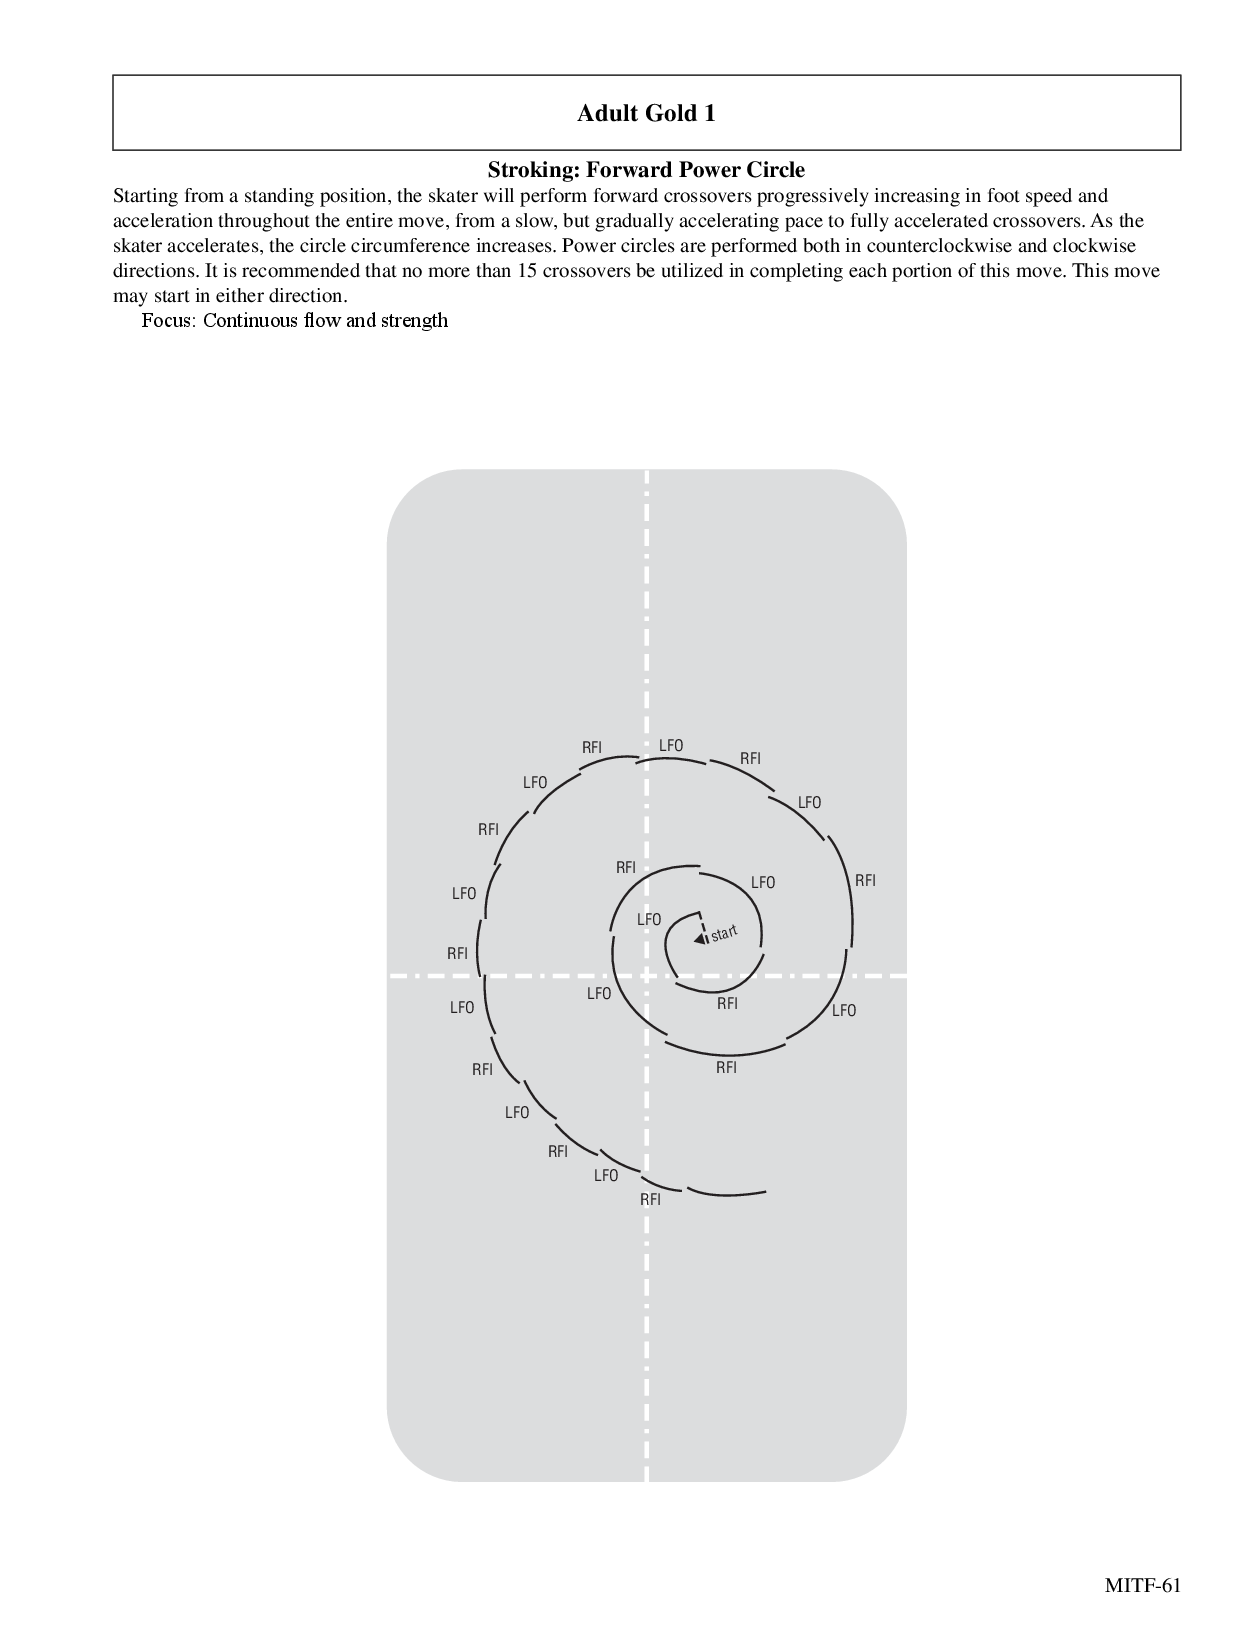 Adult Gold 1
Stroking: Forward Power Circle
Starting from a standing position, the skater will perform forward crossovers progressively increasing in foot speed and
acceleration throughout the entire move, from a slow, but gradually accelerating pace to fully accelerated crossovers. As the
skater accelerates, the circle circumference increases. Power circles are performed both in counterclockwise and clockwise
directions. It is recommended that no more than 15 crossovers be utilized in completing each portion of this move. This move
may start in either direction.
Focus: Continuous flow and strength
RFI
LFO
RFI
LFO
LFO
RFI
RFI
LFO
RFI
LFO
LFO
start
RFI
LFO
RFI
LFO
LFO
RFI
RFI
RFI
LFO
RFI
LFO
RFI
MITF-61